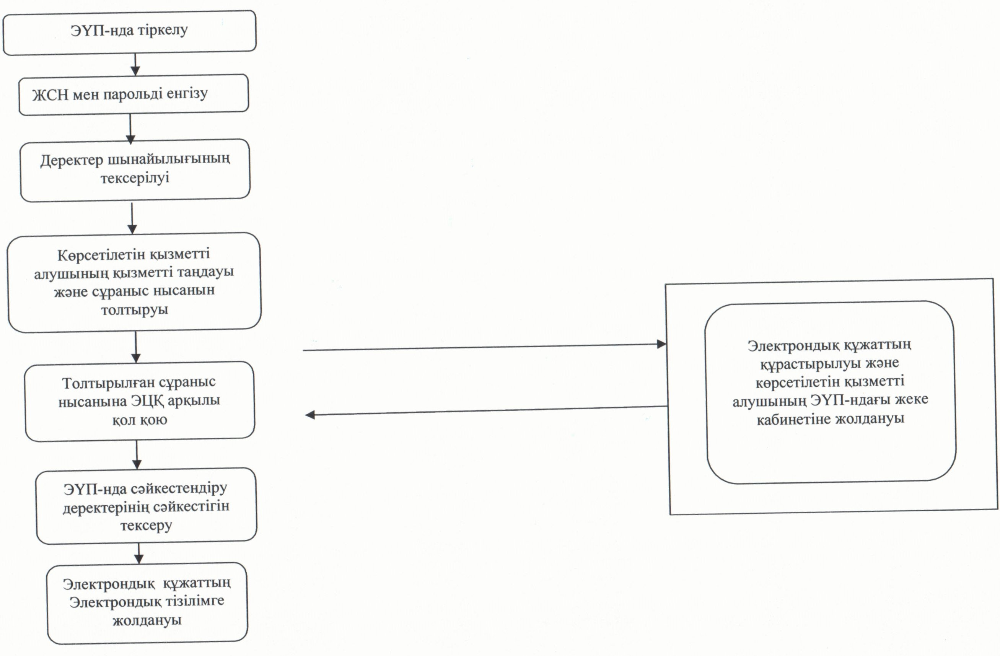 ЭҮП-нда тіркелу
ЖСН мен парольді енгізу
Деректер шынайылығының
тексерілуі
Көрсетілетін қызметті
алушының қызметті таңдауы
және сұраныс нысанын
толтыруы
Толтырылған сұраныс
нысанына ЭЦҚ арқылы
қол қою
ЭҮП-нда сәйкестендіру
деректерінің сәйкестігін
тексеру
Электрондық құжаттың
Электрондық тізілімге
жолдануы
Электрондық құжаттың
құрастырылуы және
көрсетілетін қызметті
алушының ЭҮП-ндағы жеке
кабинетіне жолдануы